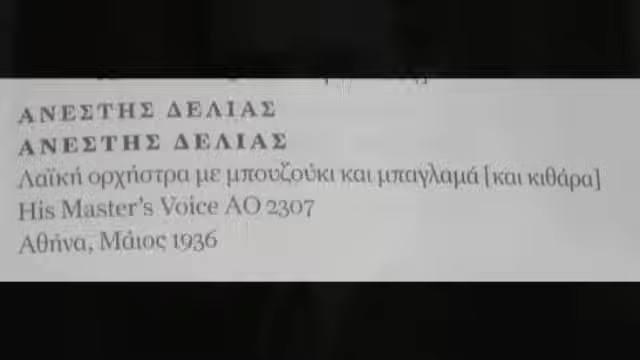 ΑΝΕΣΤΗΣ ΔΕΛΙΑΣ
ΑΝΕΣΤΗΣ ΔΕΛΙΑΣ
Λαϊκή ορχήστρα με μπουζούκι και μπαγλαμά [και κιθάρα]
His Master's Voice AO 2307
Αθήνα, Μάιος 1936